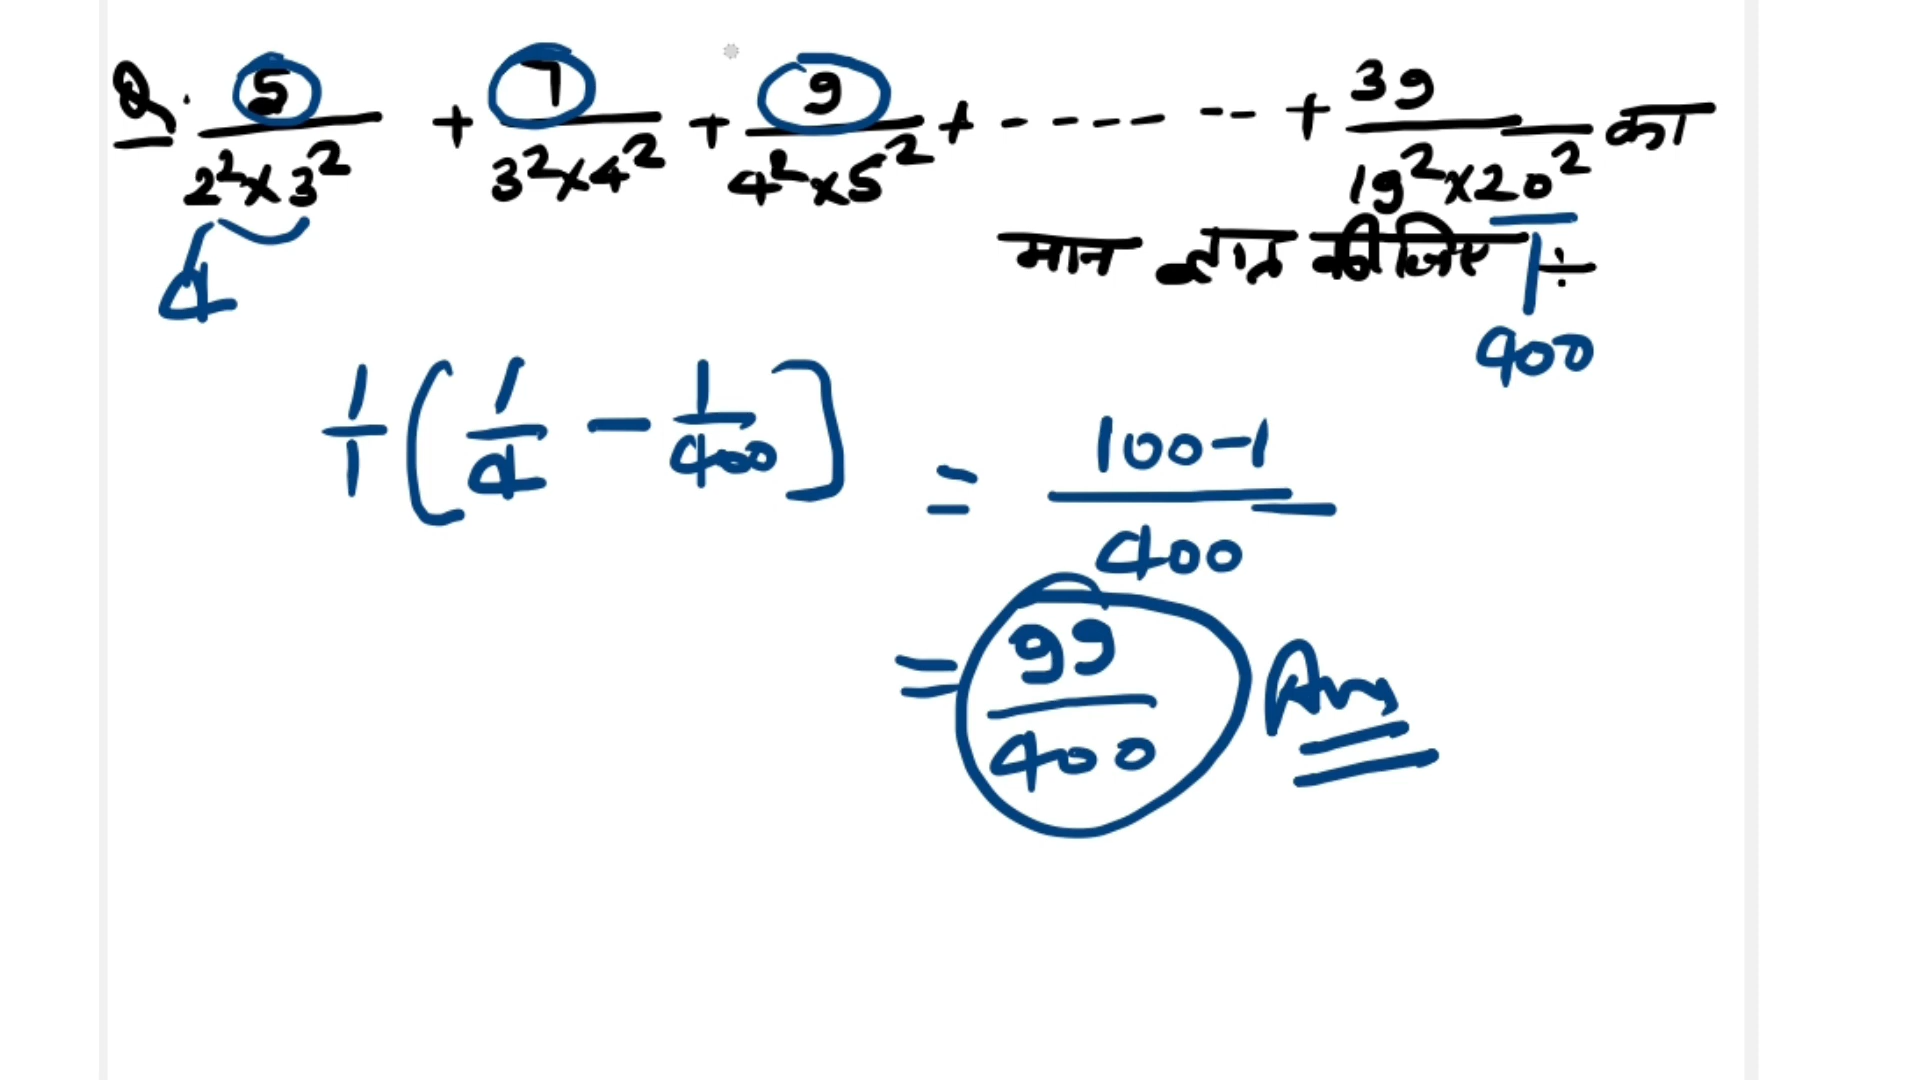 Q. 5/(2²×3²) + 7/(3²×4²) + 9/(4²×5²) + ------- -- + 39/(19²×20²) का
मान ज्ञात कीजिए ÷
4
400
1/1 (1/4 − 1/400] = (100−1)/400
= 99/400 Ans